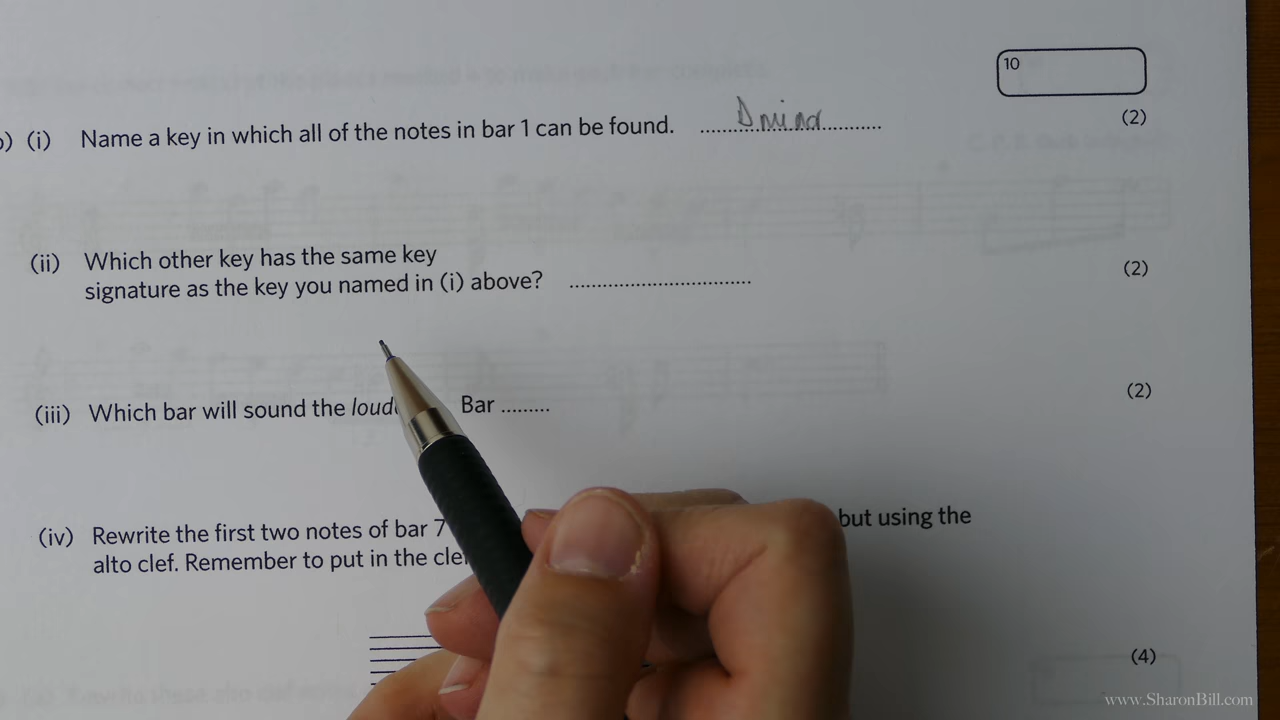 10
) (i) Name a key in which all of the notes in bar 1 can be found. D minor (2)
(ii) Which other key has the same key
signature as the key you named in (i) above? (2)
(iii) Which bar will sound the Bar (2)
(iv) Rewrite the first two notes of bar 7 but using the
alto clef. Remember to put in the
(4)
www.SharonBill.com